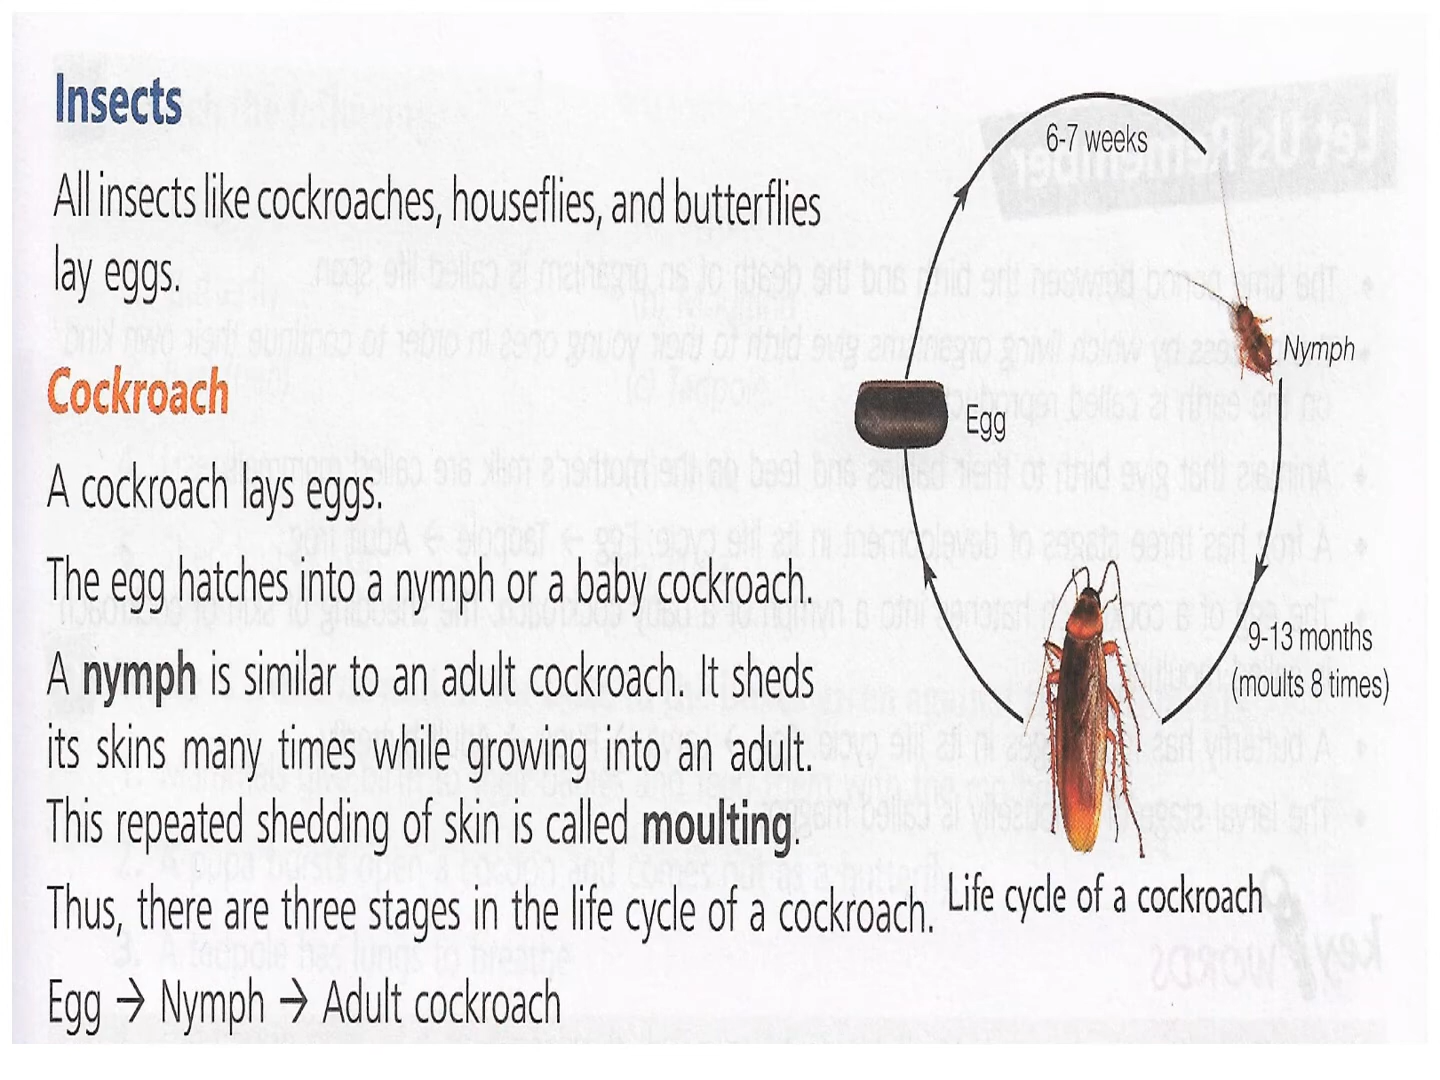 Insects
All insects like cockroaches, houseflies, and butterflies
lay eggs.
Cockroach
A cockroach lays eggs.
The egg hatches into a nymph or a baby cockroach.
A nymph is similar to an adult cockroach. It sheds
its skins many times while growing into an adult.
This repeated shedding of skin is called moulting.
Thus, there are three stages in the life cycle of a cockroach.
Egg → Nymph → Adult cockroach
6-7 weeks
Nymph
Egg
9-13 months
(moults 8 times)
Life cycle of a cockroach